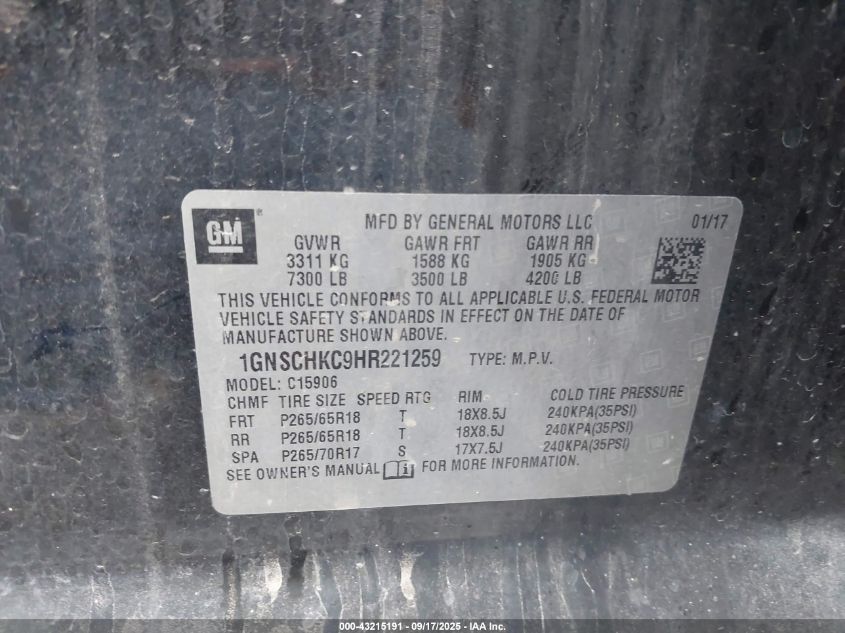 GM ®
MFD BY GENERAL MOTORS LLC 01/17
GVWR GAWR FRT GAWR RR
3311 KG 1588 KG 1905 KG
7300 LB 3500 LB 4200 LB
THIS VEHICLE CONFORMS TO ALL APPLICABLE U.S. FEDERAL MOTOR
VEHICLE SAFETY STANDARDS IN EFFECT ON THE DATE OF
MANUFACTURE SHOWN ABOVE.
1GNSCHKC9HR221259 TYPE: M.P.V.
MODEL: C15906
CHMF TIRE SIZE SPEED RTG RIM COLD TIRE PRESSURE
FRT P265/65R18 T 18X8.5J 240KPA(35PSI)
RR P265/65R18 T 18X8.5J 240KPA(35PSI)
SPA P265/70R17 S 17X7.5J 240KPA(35PSI)
SEE OWNER'S MANUAL FOR MORE INFORMATION.
000-43215191 - 09/17/2025 - IAA Inc.